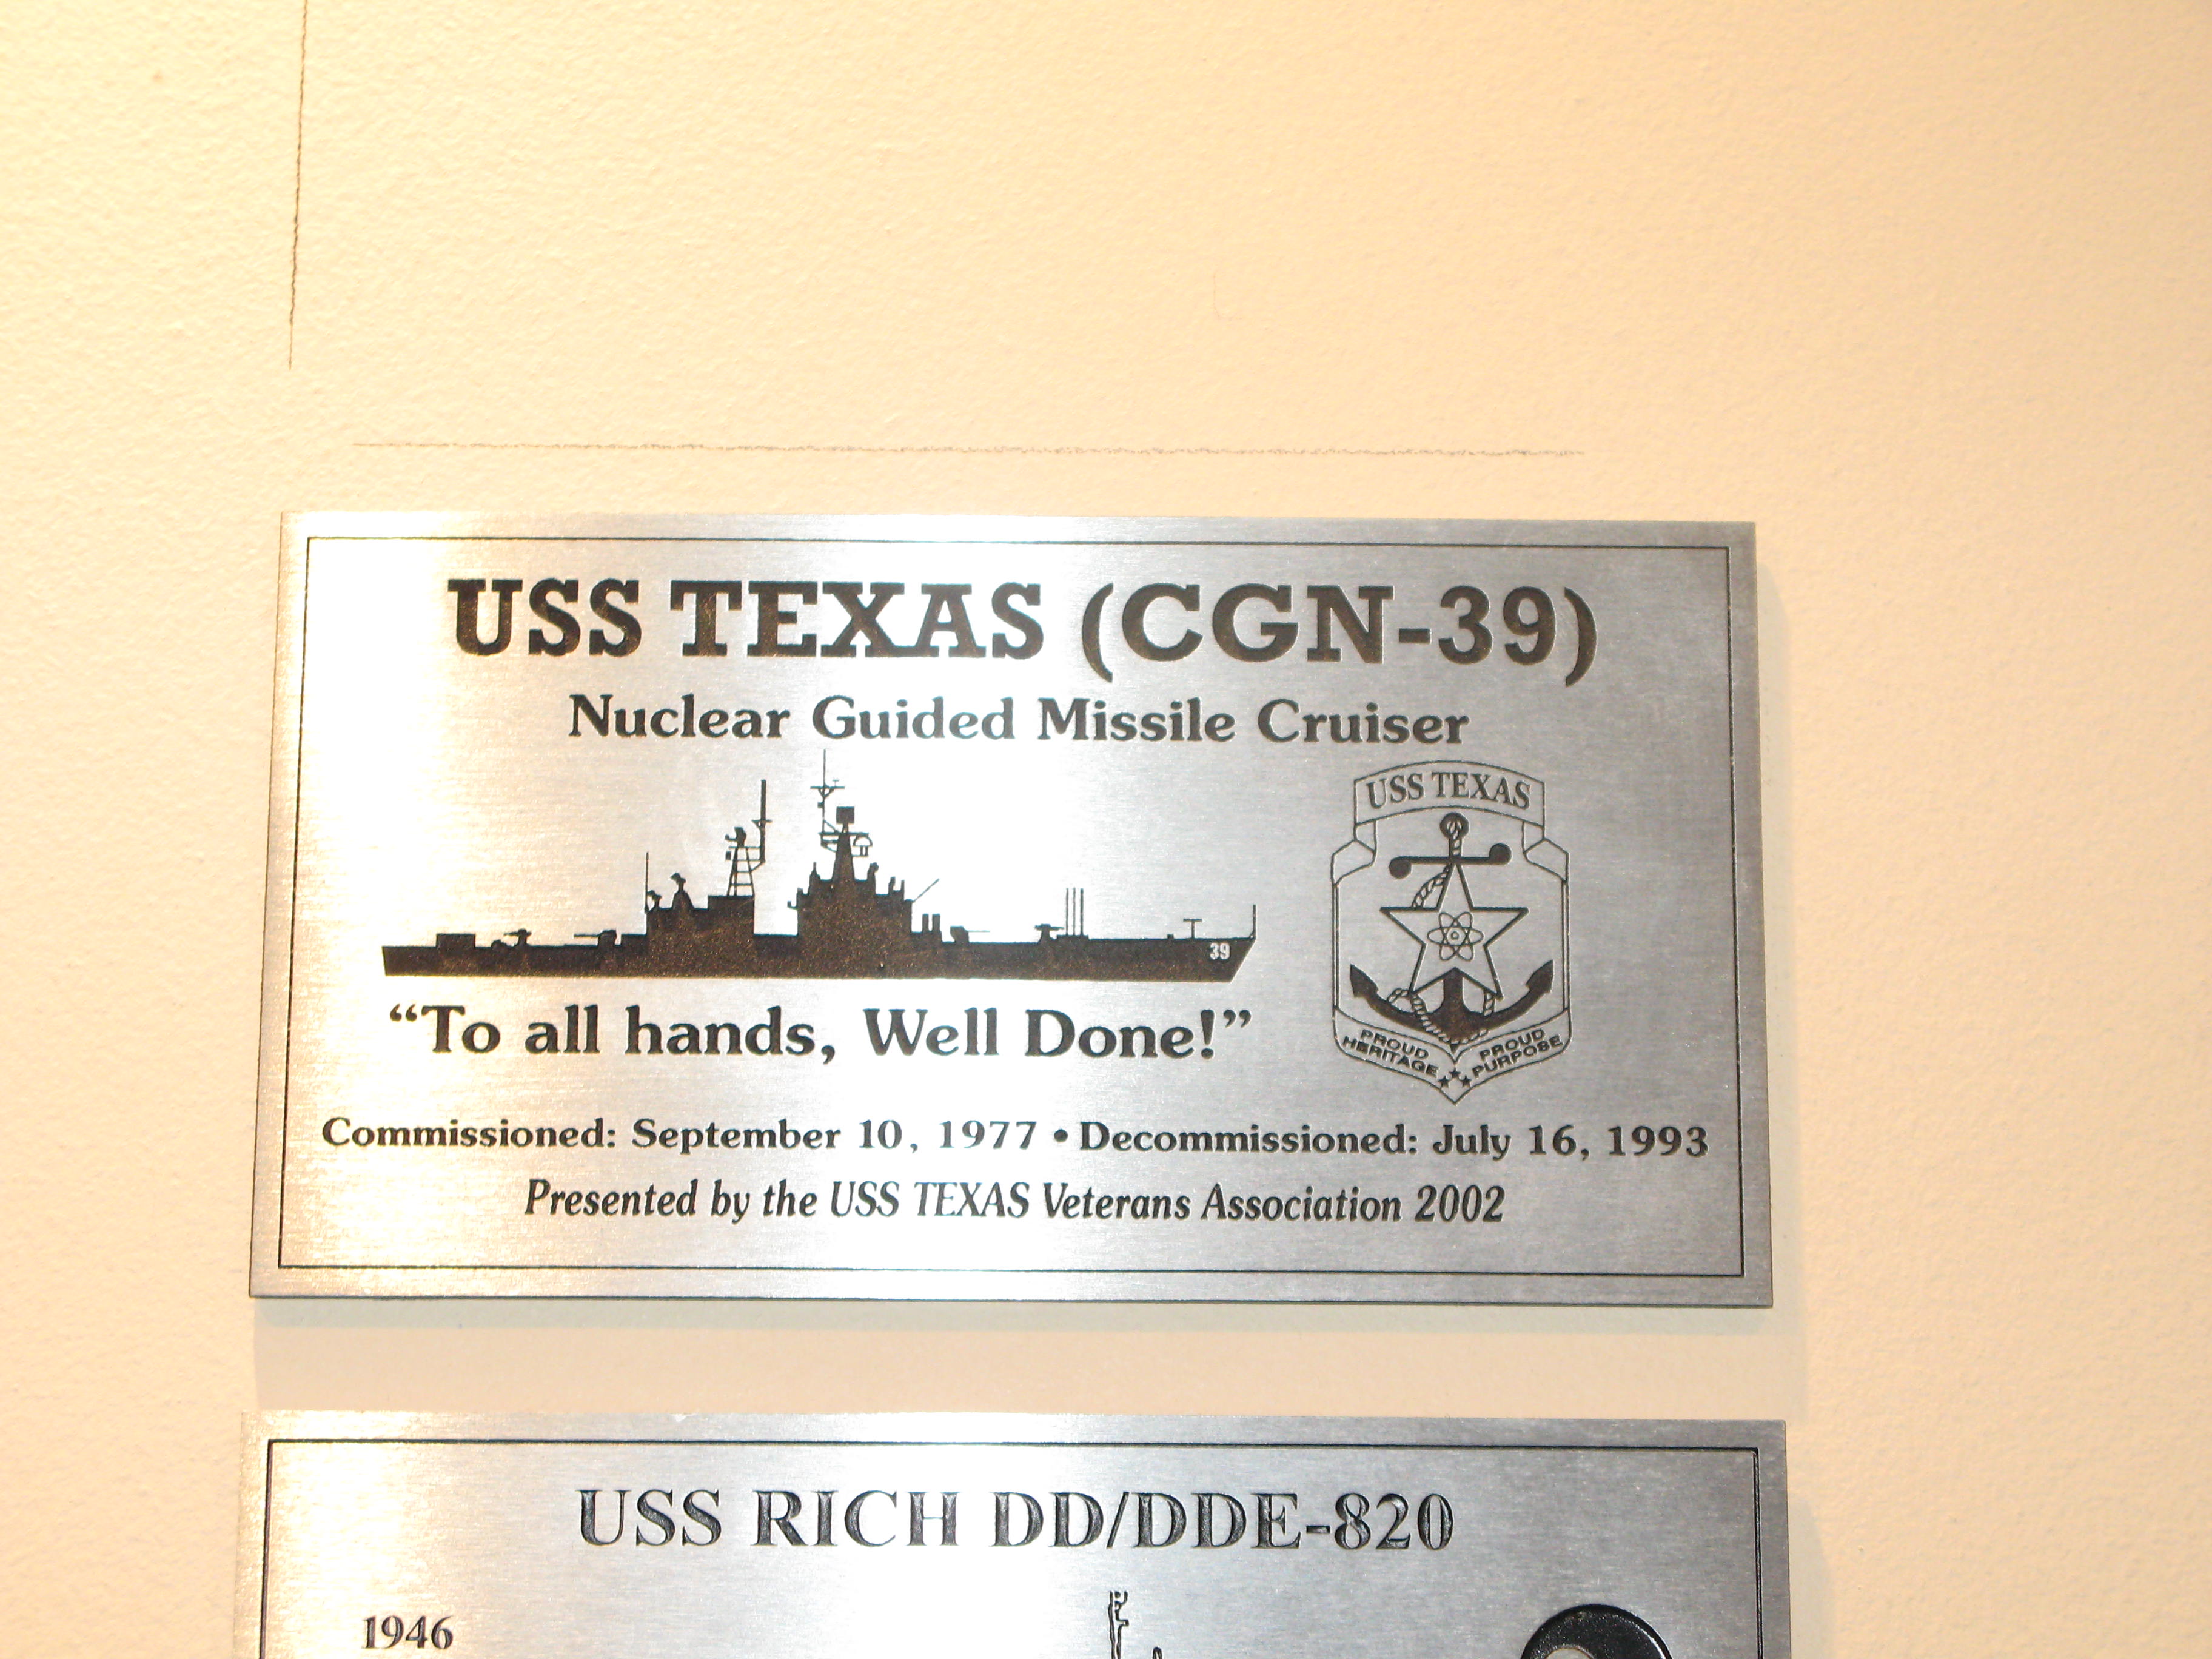 USS TEXAS (CGN-39)
Nuclear Guided Missile Cruiser
USS TEXAS
39
PROUD HERITAGE
PROUD PURPOSE
“To all hands, Well Done!”
Commissioned: September 10, 1977 • Decommissioned: July 16, 1993
Presented by the USS TEXAS Veterans Association 2002
USS RICH DD/DDE-820
1946